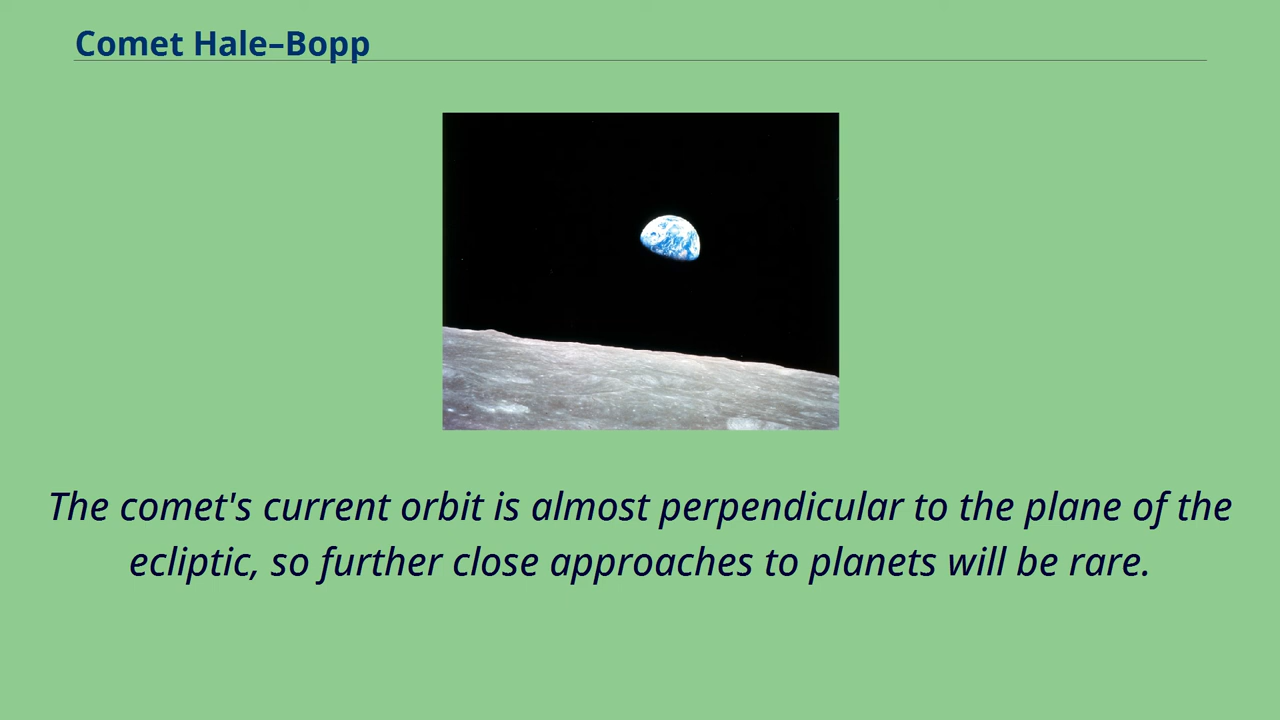 Comet Hale–Bopp
The comet's current orbit is almost perpendicular to the plane of the
ecliptic, so further close approaches to planets will be rare.